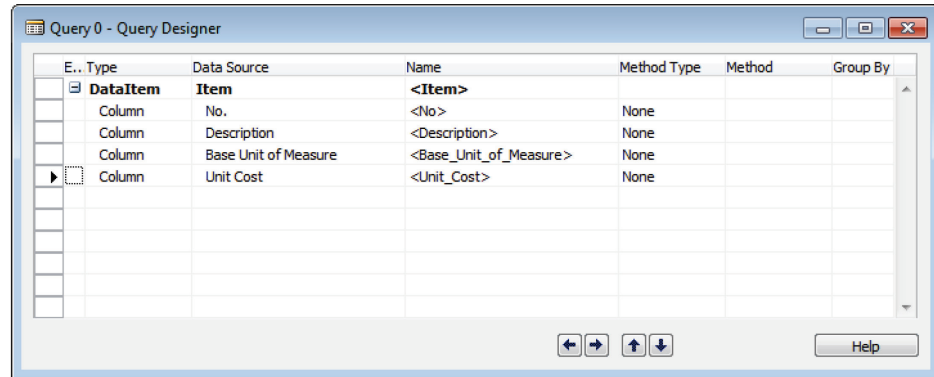 Query 0 - Query Designer
E.. Type Data Source Name Method Type Method Group By
DataItem Item <Item>
Column No. <No> None
Column Description <Description> None
Column Base Unit of Measure <Base_Unit_of_Measure> None
Column Unit Cost <Unit_Cost> None
Help